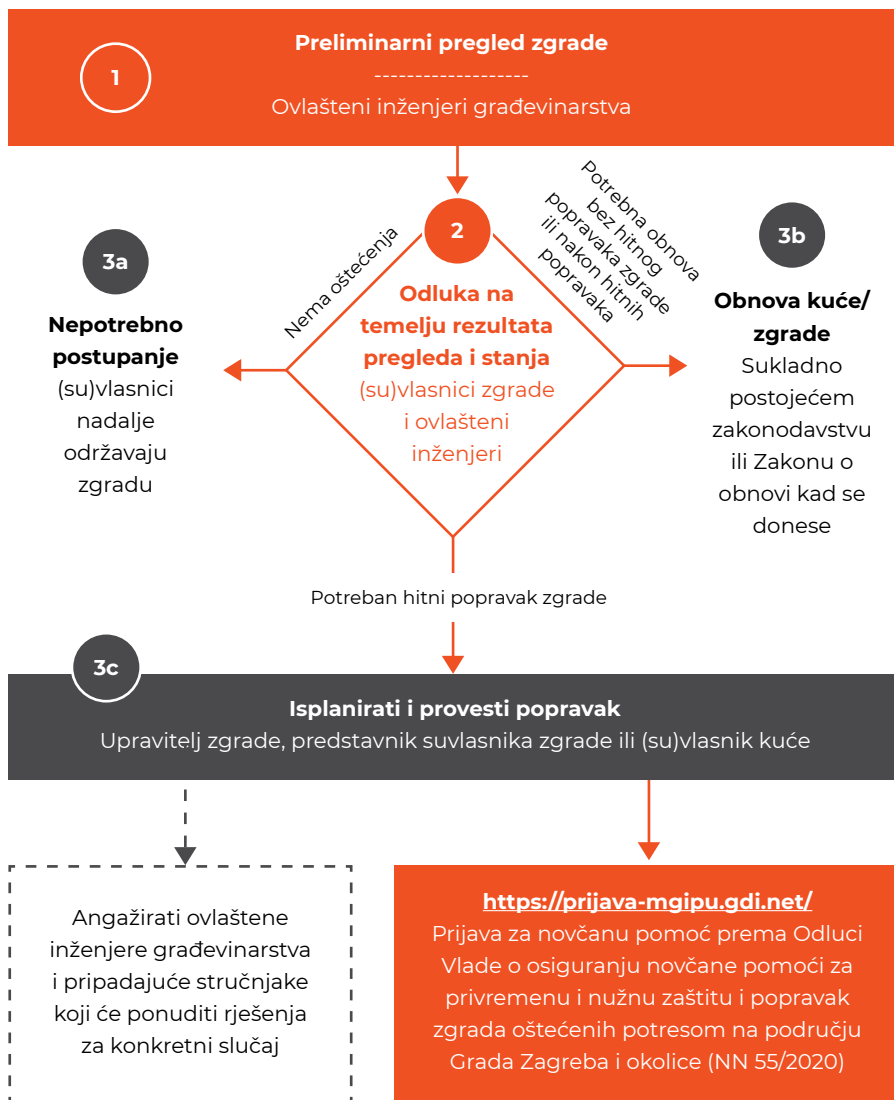 1
Preliminarni pregled zgrade
-------------------
Ovlašteni inženjeri građevinarstva
Nema oštećenja
2
Odluka na
temelju rezultata
pregleda i stanja
(su)vlasnici zgrade
i ovlašteni
inženjeri
Potrebna obnova
bez hitnog
popravaka zgrade
ili nakon hitnih
popravaka
3a
Nepotrebno
postupanje
(su)vlasnici
nadalje
održavaju
zgradu
3b
Obnova kuće/
zgrade
Sukladno
postojećem
zakonodavstvu
ili Zakonu o
obnovi kad se
donese
Potreban hitni popravak zgrade
3c
Isplanirati i provesti popravak
Upravitelj zgrade, predstavnik suvlasnika zgrade ili (su)vlasnik kuće
Angažirati ovlaštene
inženjere građevinarstva
i pripadajuće stručnjake
koji će ponuditi rješenja
za konkretni slučaj
https://prijava-mgipu.gdi.net/
Prijava za novčanu pomoć prema Odluci
Vlade o osiguranju novčane pomoći za
privremenu i nužnu zaštitu i popravak
zgrada oštećenih potresom na području
Grada Zagreba i okolice (NN 55/2020)